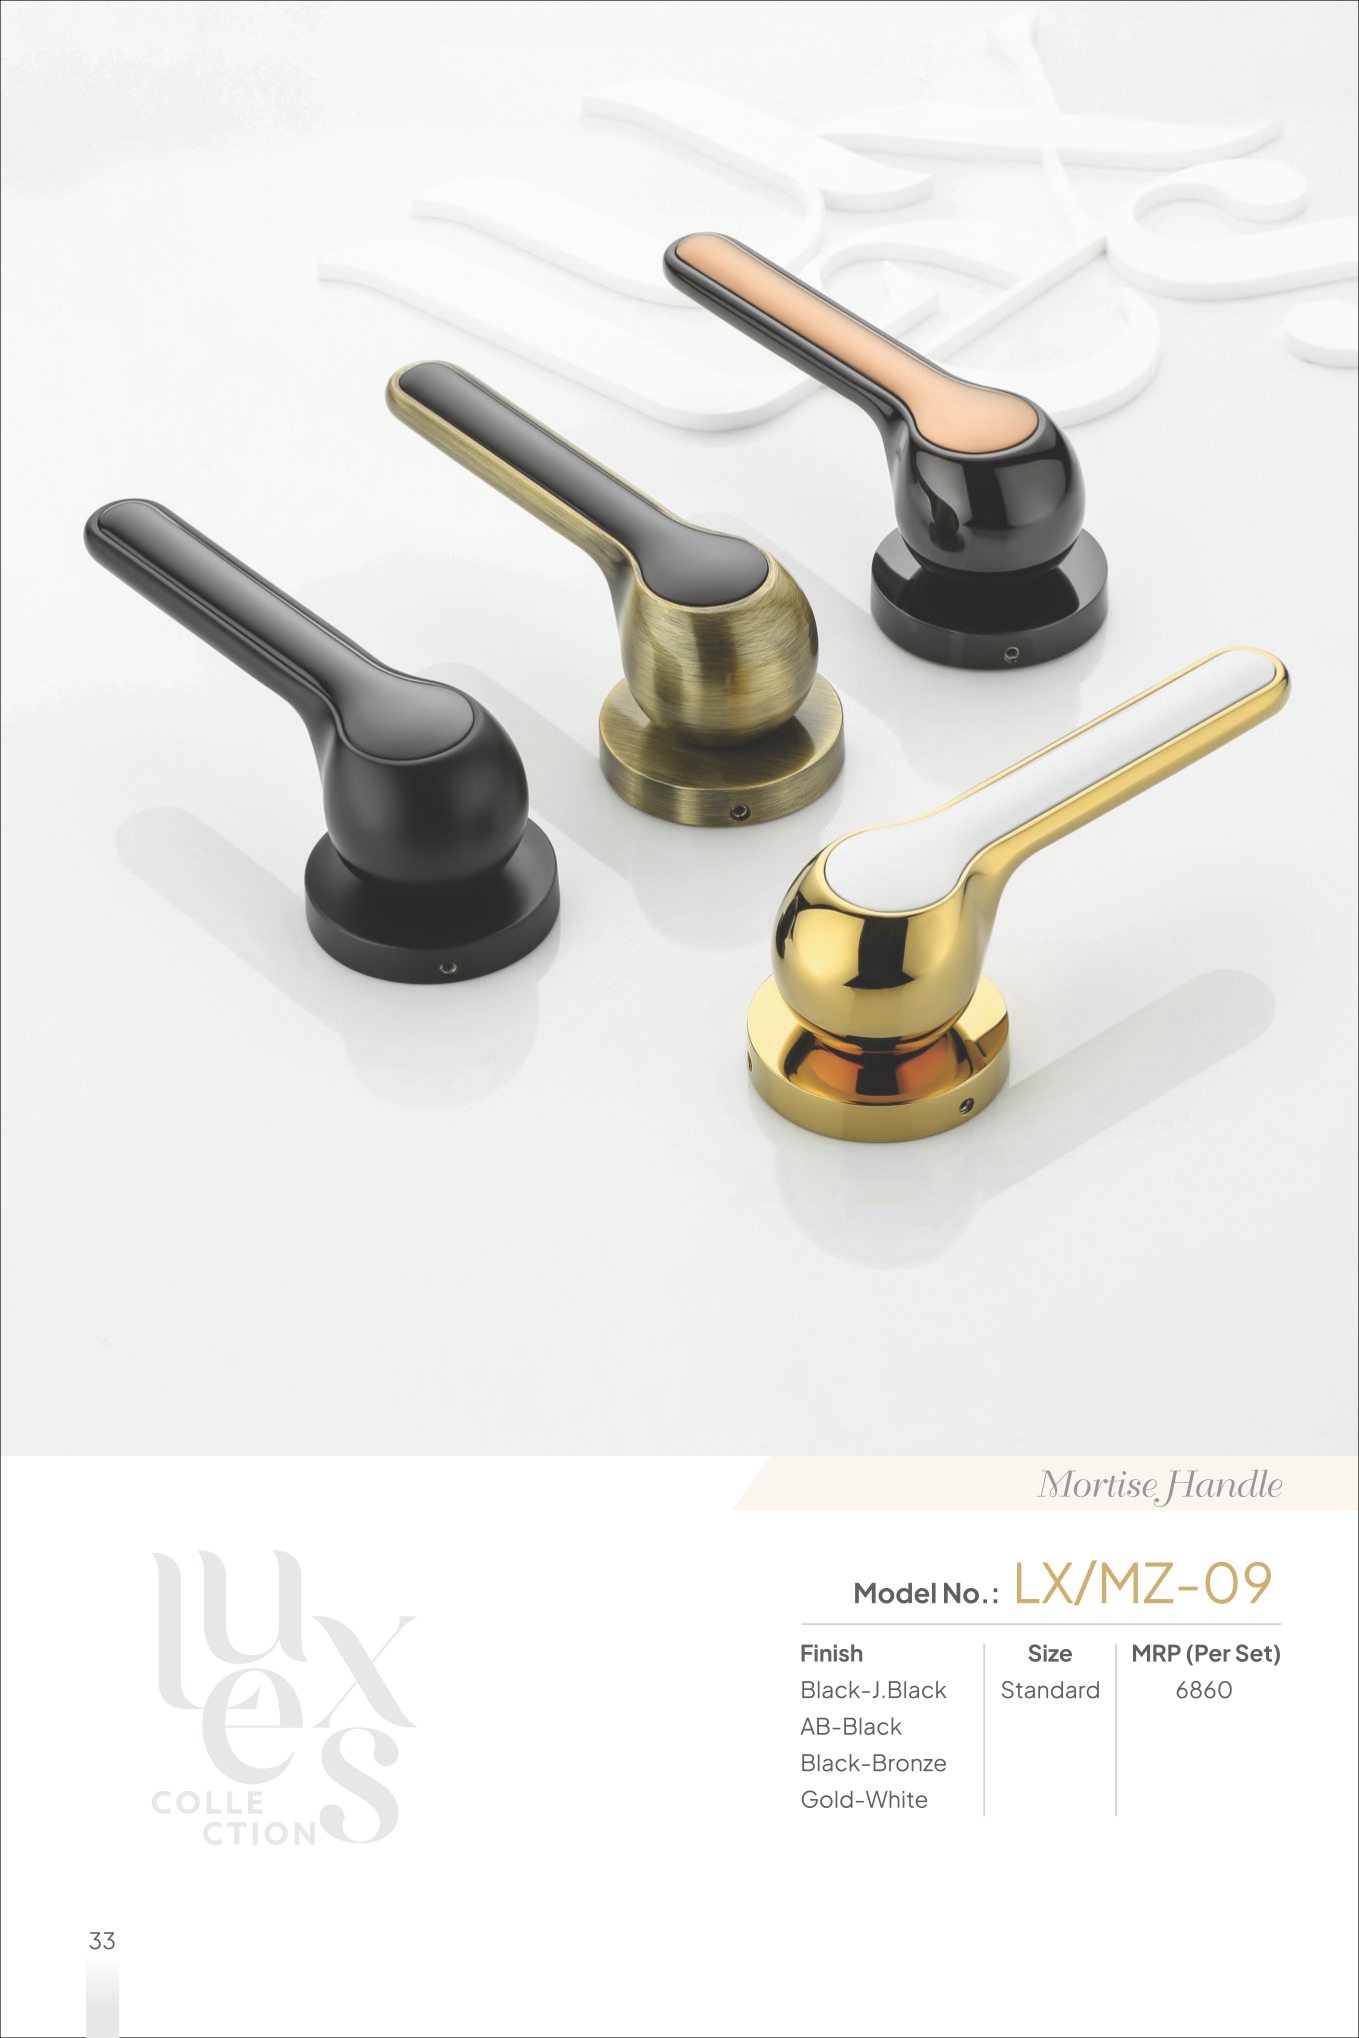 Mortise Handle
luxes
COLLE
CTION
Model No.: LX/MZ-09
Finish Size MRP (Per Set)
Black-J.Black Standard 6860
AB-Black
Black-Bronze
Gold-White
33